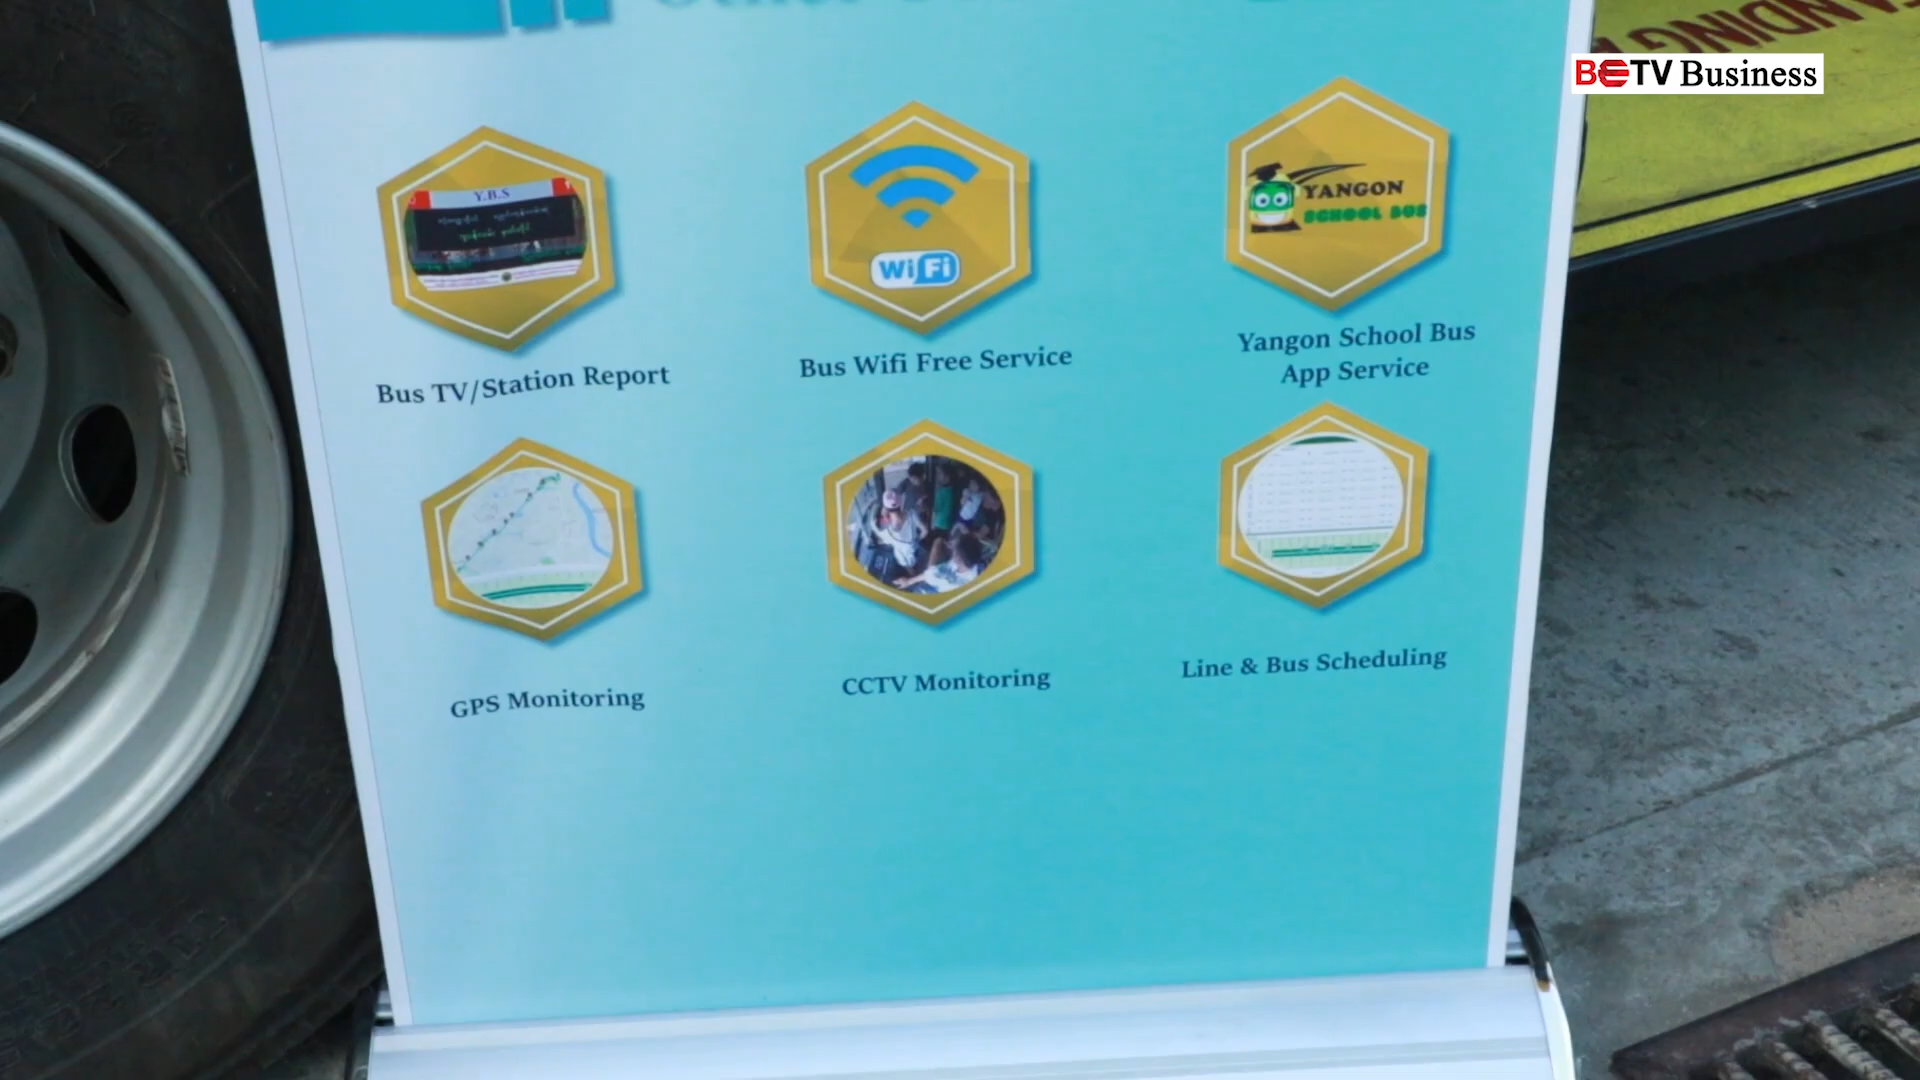 BETV Business
Y.B.S
WiFi
YANGON
SCHOOL BUS
Bus TV/Station Report
Bus Wifi Free Service
Yangon School Bus
App Service
GPS Monitoring
CCTV Monitoring
Line & Bus Scheduling